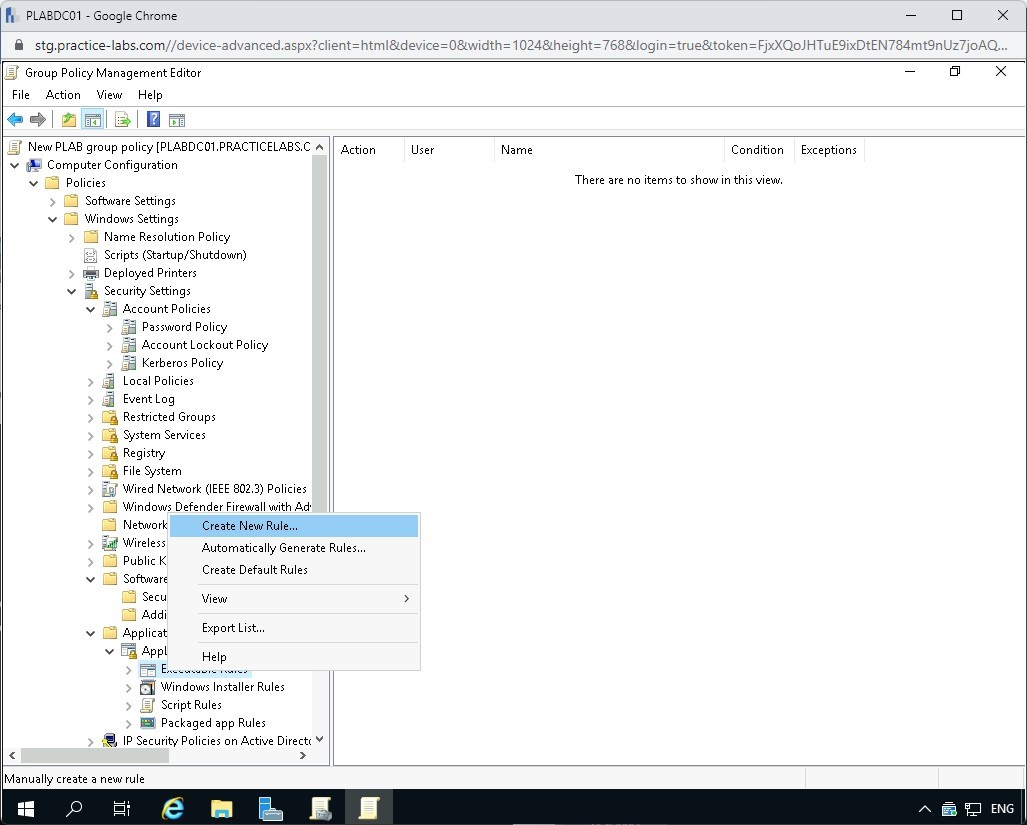 PLABDC01 - Google Chrome
stg.practice-labs.com//device-advanced.aspx?client=html&device=0&width=1024&height=768&login=true&token=FjxXQoJHTuE9ixDtEN784mt9nUz7joAQ...
Group Policy Management Editor
File Action View Help
New PLAB group policy [PLABDC01.PRACTICELABS.C
Computer Configuration
Policies
Software Settings
Windows Settings
Name Resolution Policy
Scripts (Startup/Shutdown)
Deployed Printers
Security Settings
Account Policies
Password Policy
Account Lockout Policy
Kerberos Policy
Local Policies
Event Log
Restricted Groups
System Services
Registry
File System
Wired Network (IEEE 802.3) Policies
Windows Defender Firewall with Adv
Network
Wireless
Public K
Software
Secu
Addi
Applicat
Appl
Executable Rules
Windows Installer Rules
Script Rules
Packaged app Rules
IP Security Policies on Active Directo
Action User Name Condition Exceptions
There are no items to show in this view.
Create New Rule...
Automatically Generate Rules...
Create Default Rules
View
Export List...
Help
Manually create a new rule
ENG